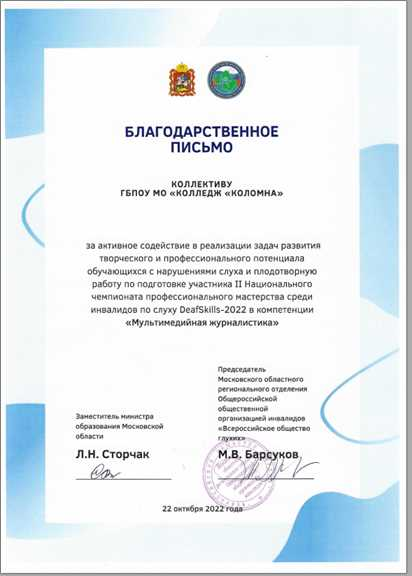 БЛАГОДАРСТВЕННОЕ
ПИСЬМО
КОЛЛЕКТИВУ
ГБПОУ МО «КОЛЛЕДЖ «КОЛОМНА»
за активное содействие в реализации задач развития
творческого и профессионального потенциала
обучающихся с нарушениями слуха и плодотворную
работу по подготовке участника II Национального
чемпионата профессионального мастерства среди
инвалидов по слуху DeafSkills-2022 в компетенции
«Мультимедийная журналистика»
Заместитель министра
образования Московской
области
Л.Н. Сторчак
Председатель
Московского областного
регионального отделения
Общероссийской
общественной
организацией инвалидов
«Всероссийское общество
глухих»
М.В. Барсуков
22 октября 2022 года